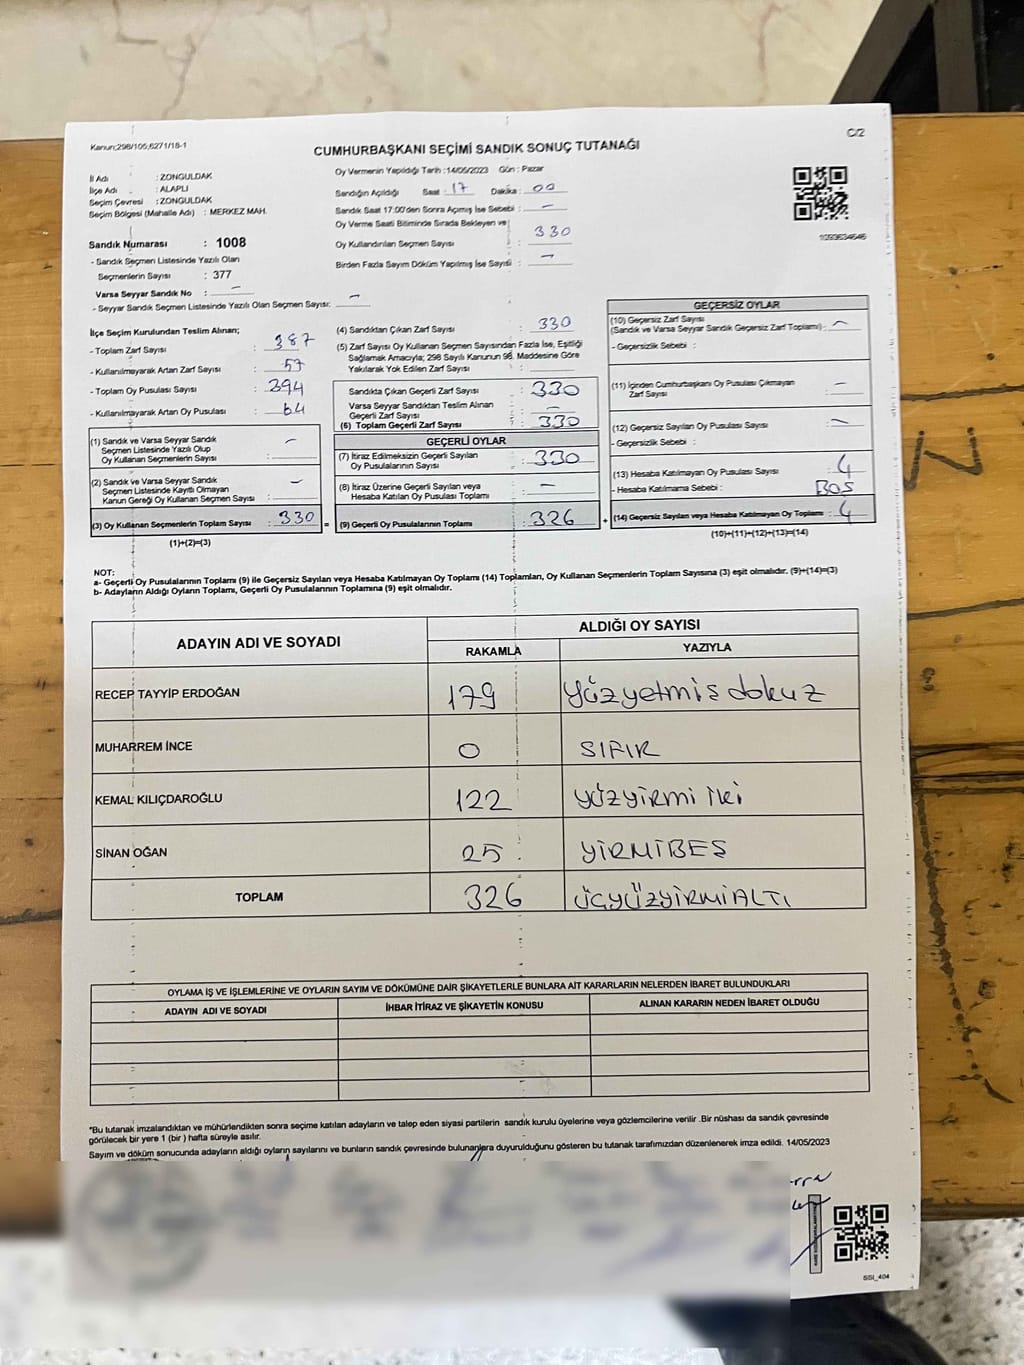 Kanun;298/105,6271/18-1
C/2
CUMHURBAŞKANI SEÇİMİ SANDIK SONUÇ TUTANAĞI
İl Adı : ZONGULDAK
İlçe Adı : ALAPLI
Seçim Çevresi : ZONGULDAK
Seçim Bölgesi (Mahalle Adı) : MERKEZ MAH.
Sandık Numarası : 1008
- Sandık Seçmen Listesinde Yazılı Olan
Seçmenlerin Sayısı : 377
Varsa Seyyar Sandık No : -
- Seyyar Sandık Seçmen Listesinde Yazılı Olan Seçmen Sayısı: -
Oy Vermenin Yapıldığı Tarih :14/05/2023 Gün : Pazar
Sandığın Açıldığı Saat : 17 Dakika : 00
Sandık Saat 17:00'den Sonra Açımış İse Sebebi : -
Oy Verme Saati Bitiminde Sırada Bekleyen ve
Oy Kullandırılan Seçmen Sayısı : 330
Birden Fazla Sayım Döküm Yapılmış İse Sayısı : -
1093634646
İlçe Seçim Kurulundan Teslim Alınan;
- Toplam Zarf Sayısı : 387
- Kullanılmayarak Artan Zarf Sayısı : 57
- Toplam Oy Pusulası Sayısı : 394
- Kullanılmayarak Artan Oy Pusulası : 64
(1) Sandık ve Varsa Seyyar Sandık
Seçmen Listesinde Yazılı Olup
Oy Kullanan Seçmenlerin Sayısı : -
(2) Sandık ve Varsa Seyyar Sandık
Seçmen Listesinde Kayıtlı Olmayan
Kanun Gereği Oy Kullanan Seçmen Sayısı : -
(3) Oy Kullanan Seçmenlerin Toplam Sayısı : 330 =
(1)+(2)=(3)
(4) Sandıktan Çıkan Zarf Sayısı : 330
(5) Zarf Sayısı Oy Kullanan Seçmen Sayısından Fazla İse, Eşitliği
Sağlamak Amacıyla; 298 Sayılı Kanunun 98. Maddesine Göre
Yakılarak Yok Edilen Zarf Sayısı :
Sandıkta Çıkan Geçerli Zarf Sayısı : 330
Varsa Seyyar Sandıktan Teslim Alınan
Geçerli Zarf Sayısı : -
(6) Toplam Geçerli Zarf Sayısı : 330
GEÇERLİ OYLAR
(7) İtiraz Edilmeksizin Geçerli Sayılan
Oy Pusulalarının Sayısı : 330
(8) İtiraz Üzerine Geçerli Sayılan veya
Hesaba Katılan Oy Pusulası Toplamı : -
(9) Geçerli Oy Pusulalarının Toplamı : 326 +
GEÇERSİZ OYLAR
(10) Geçersiz Zarf Sayısı
(Sandık ve Varsa Seyyar Sandık Geçersiz Zarf Toplamı) : -
- Geçersizlik Sebebi :
(11) İçinden Cumhurbaşkanı Oy Pusulası Çıkmayan
Zarf Sayısı : -
(12) Geçersiz Sayılan Oy Pusulası Sayısı : -
- Geçersizlik Sebebi :
(13) Hesaba Katılmayan Oy Pusulası Sayısı : 4
- Hesaba Katılmama Sebebi : BOŞ
(14) Geçersiz Sayılan veya Hesaba Katılmayan Oy Toplamı : 4
(10)+(11)+(12)+(13)=(14)
NOT:
a- Geçerli Oy Pusulalarının Toplamı (9) ile Geçersiz Sayılan veya Hesaba Katılmayan Oy Toplamı (14) Toplamları, Oy Kullanan Seçmenlerin Toplam Sayısına (3) eşit olmalıdır. (9)+(14)=(3)
b- Adayların Aldığı Oyların Toplamı, Geçerli Oy Pusulalarının Toplamına (9) eşit olmalıdır.
ADAYIN ADI VE SOYADI ALDIĞI OY SAYISI
RAKAMLA YAZIYLA
RECEP TAYYİP ERDOĞAN 179 yüzyetmiş dokuz
MUHARREM İNCE 0 SIFIR
KEMAL KILIÇDAROĞLU 122 yüzyirmi iki
SİNAN OĞAN 25 YİRMİBEŞ
TOPLAM 326 ÜÇYÜZYİRMİALTI
OYLAMA İŞ VE İŞLEMLERİNE VE OYLARIN SAYIM VE DÖKÜMÜNE DAİR ŞİKAYETLERLE BUNLARA AİT KARARLARIN NELERDEN İBARET BULUNDUKLARI
ADAYIN ADI VE SOYADI İHBAR İTİRAZ VE ŞİKAYETİN KONUSU ALINAN KARARIN NEDEN İBARET OLDUĞU
*Bu tutanak imzalandıktan ve mühürlendikten sonra seçime katılan adayların ve talep eden siyasi partilerin sandık kurulu üyelerine veya gözlemcilerine verilir .Bir nüshası da sandık çevresinde
görülecek bir yere 1 (bir ) hafta süreyle asılır.
Sayım ve döküm sonucunda adayların aldığı oyların sayılarını ve bunların sandık çevresinde bulunanlara duyurulduğunu gösteren bu tutanak tarafımızdan düzenlenerek imza edildi. 14/05/2023
SSI_404